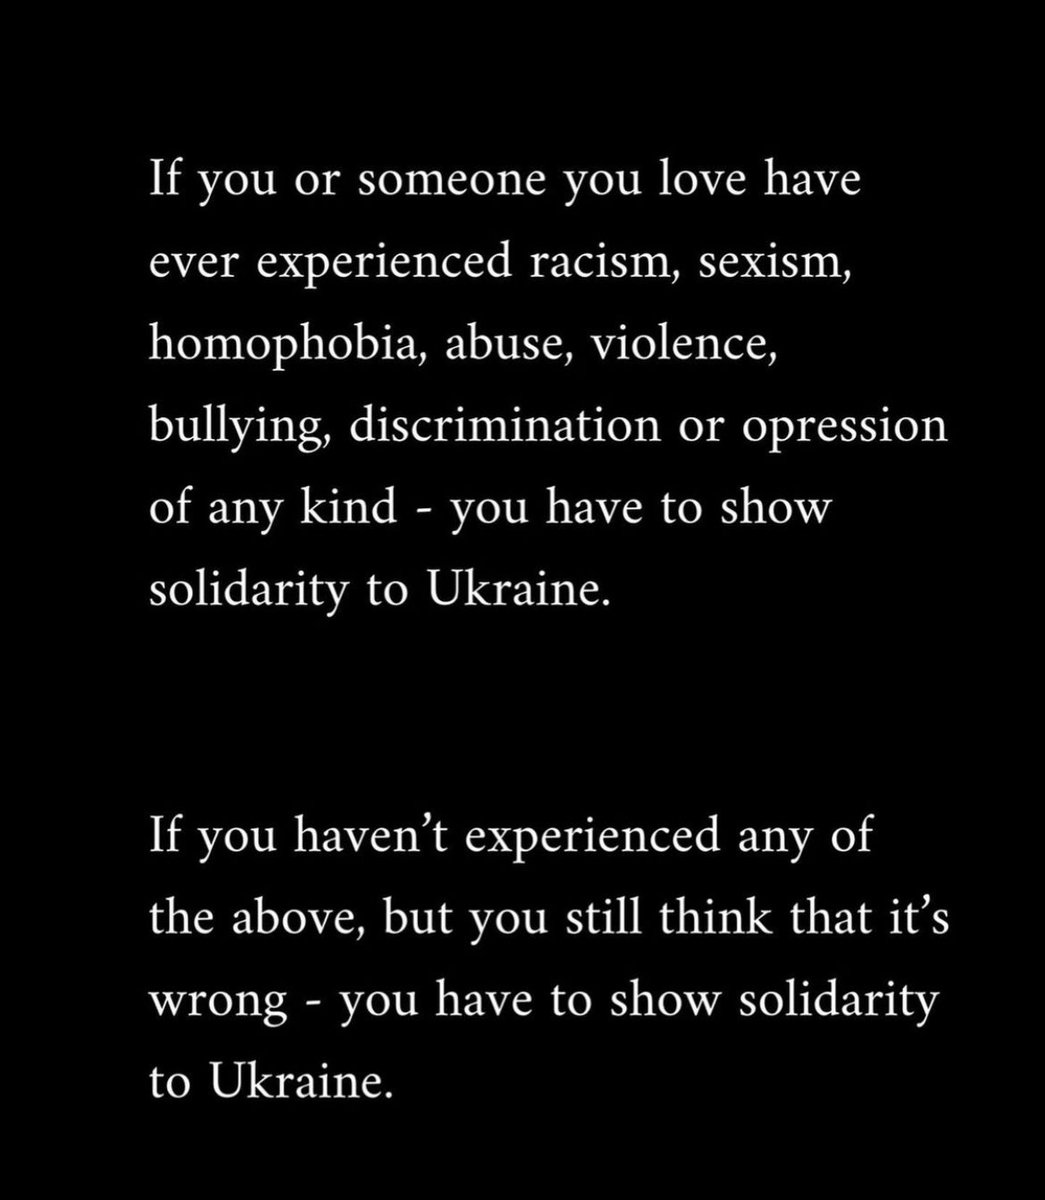 If you or someone you love have
ever experienced racism, sexism,
homophobia, abuse, violence,
bullying, discrimination or opression
of any kind - you have to show
solidarity to Ukraine.
If you haven’t experienced any of
the above, but you still think that it’s
wrong - you have to show solidarity
to Ukraine.